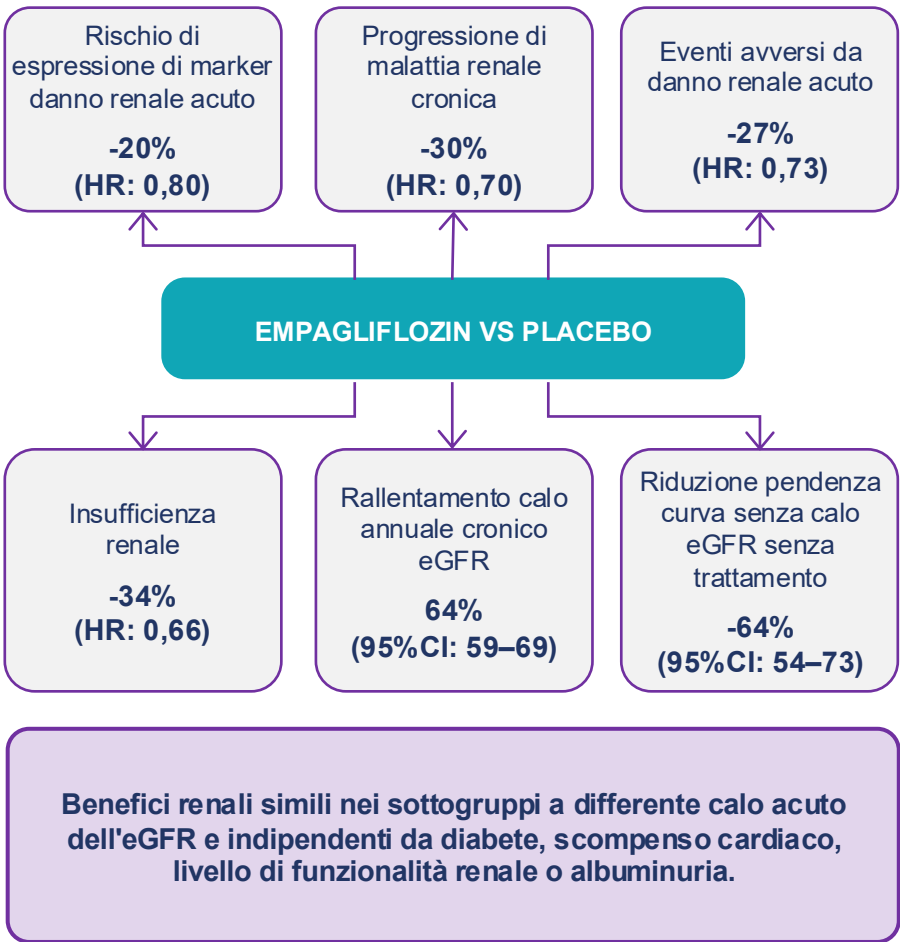 Rischio di
espressione di marker
danno renale acuto
-20%
(HR: 0,80)
Progressione di
malattia renale
cronica
-30%
(HR: 0,70)
Eventi avversi da
danno renale acuto
-27%
(HR: 0,73)
EMPAGLIFLOZIN VS PLACEBO
Insufficienza
renale
-34%
(HR: 0,66)
Rallentamento calo
annuale cronico
eGFR
64%
(95%CI: 59–69)
Riduzione pendenza
curva senza calo
eGFR senza
trattamento
-64%
(95%CI: 54–73)
Benefici renali simili nei sottogruppi a differente calo acuto
dell'eGFR e indipendenti da diabete, scompenso cardiaco,
livello di funzionalità renale o albuminuria.